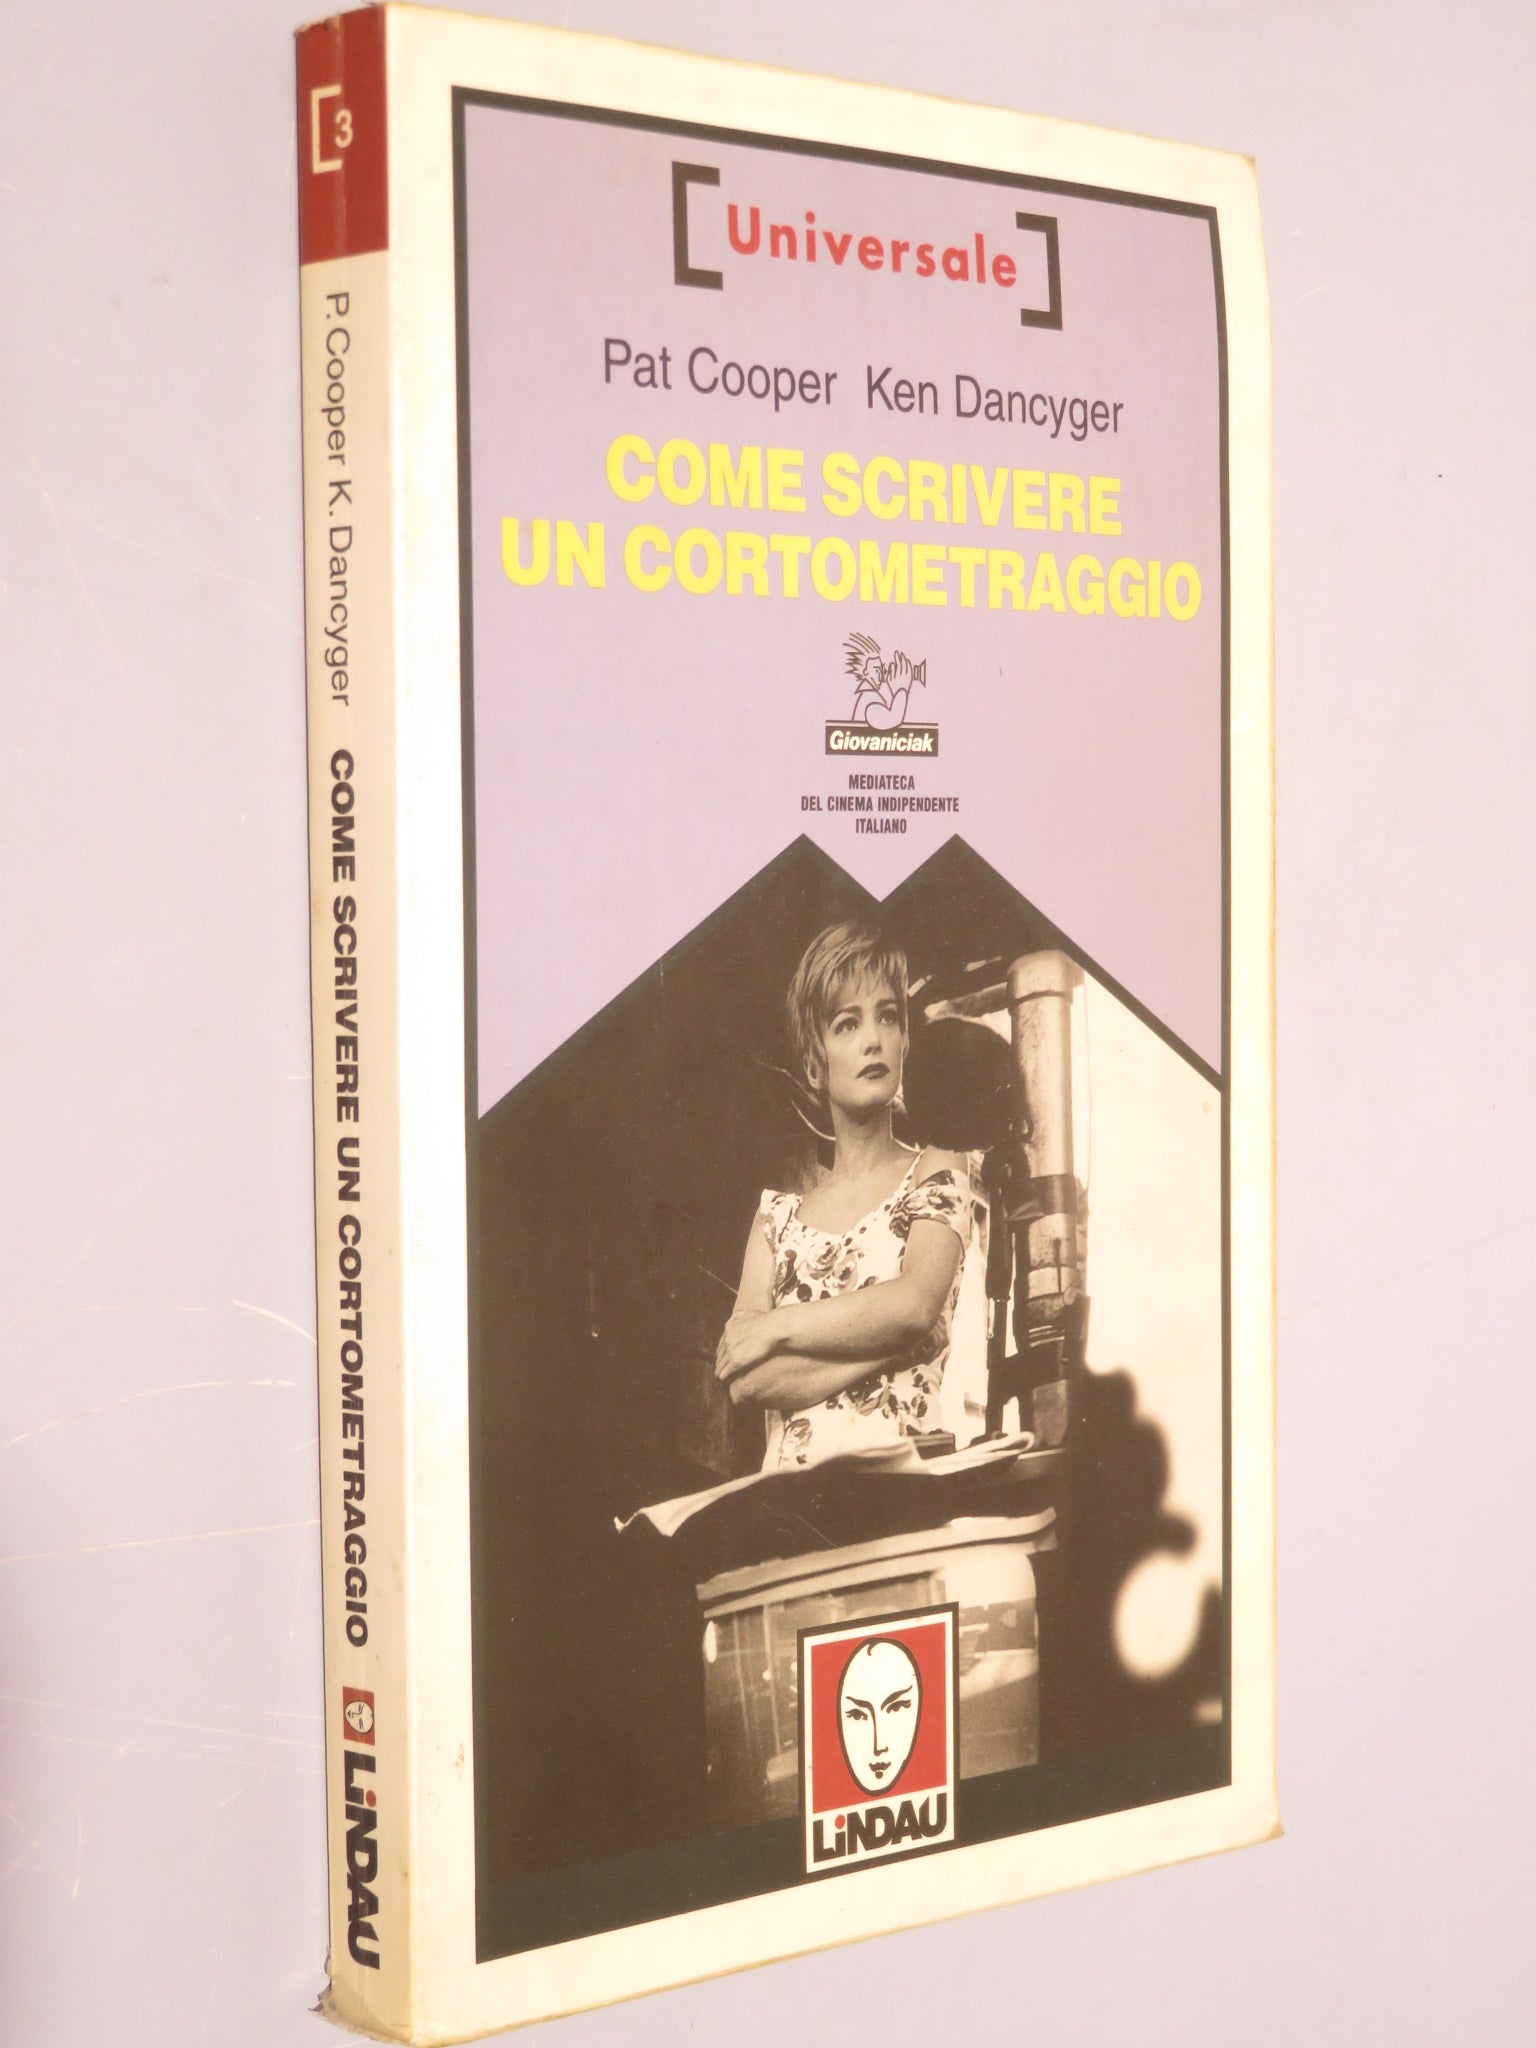 [3
P. Cooper K. Dancyger COME SCRIVERE UN CORTOMETRAGGIO LiNDAU
[Universale]
Pat Cooper Ken Dancyger
COME SCRIVERE
UN CORTOMETRAGGIO
Giovaniciak
MEDIATECA
DEL CINEMA INDIPENDENTE
ITALIANO
LiNDAU